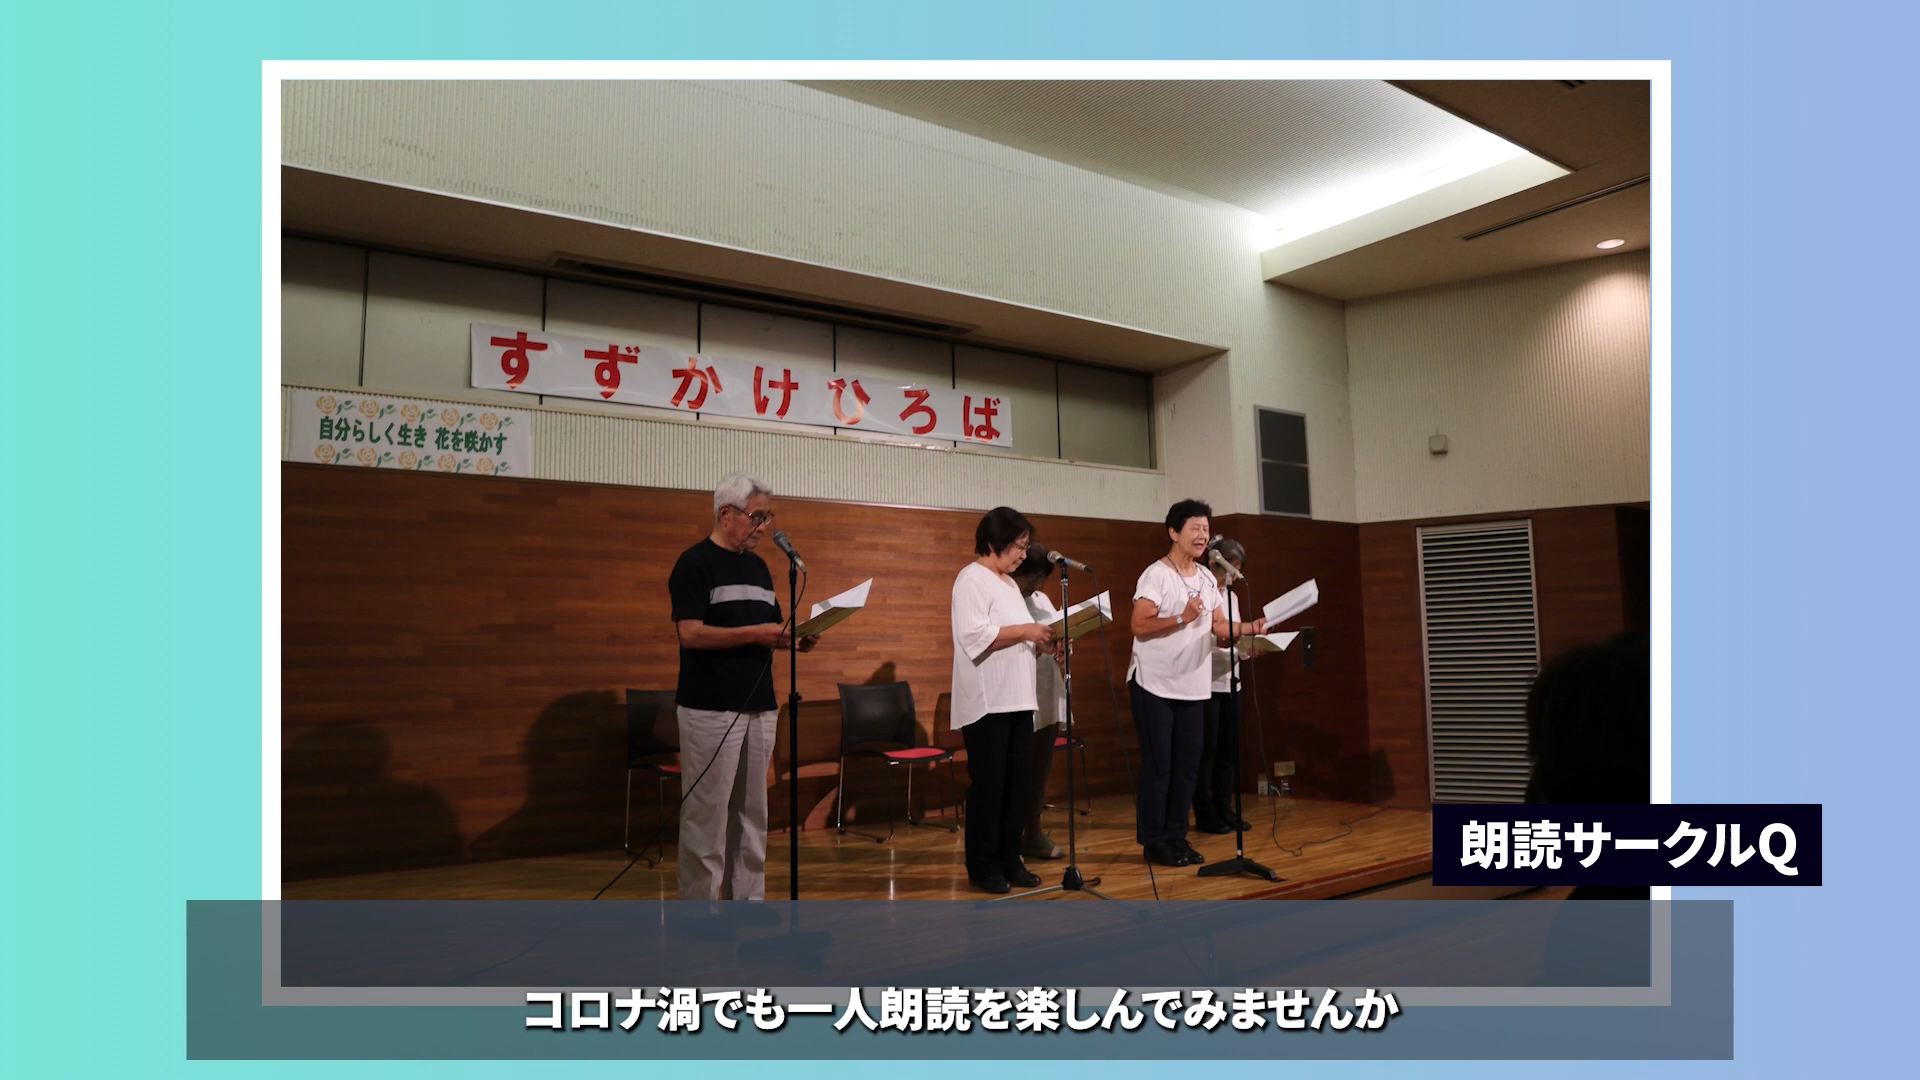 すずかけひろば
自分らしく生き 花を咲かす
朗読サークルQ
コロナ渦でも一人朗読を楽しんでみませんか